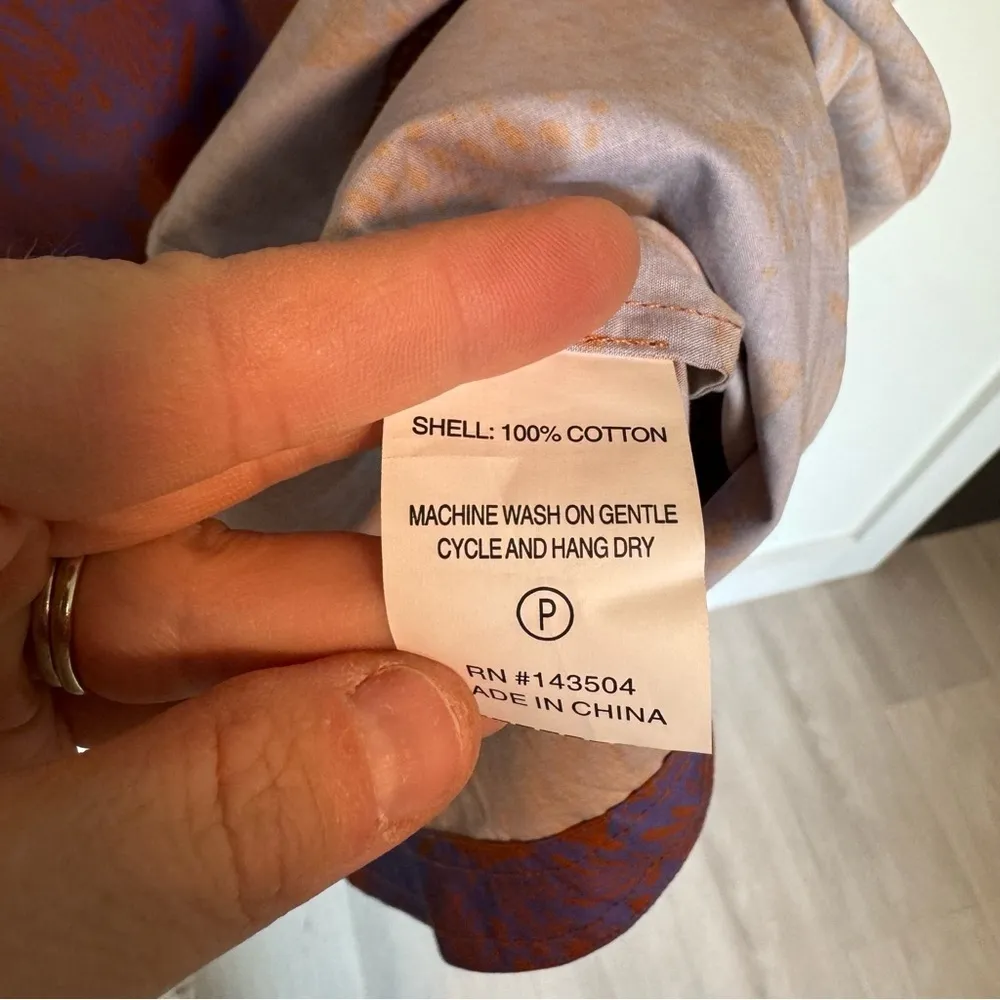 SHELL: 100% COTTON
MACHINE WASH ON GENTLE
CYCLE AND HANG DRY
P
RN #143504
ADE IN CHINA